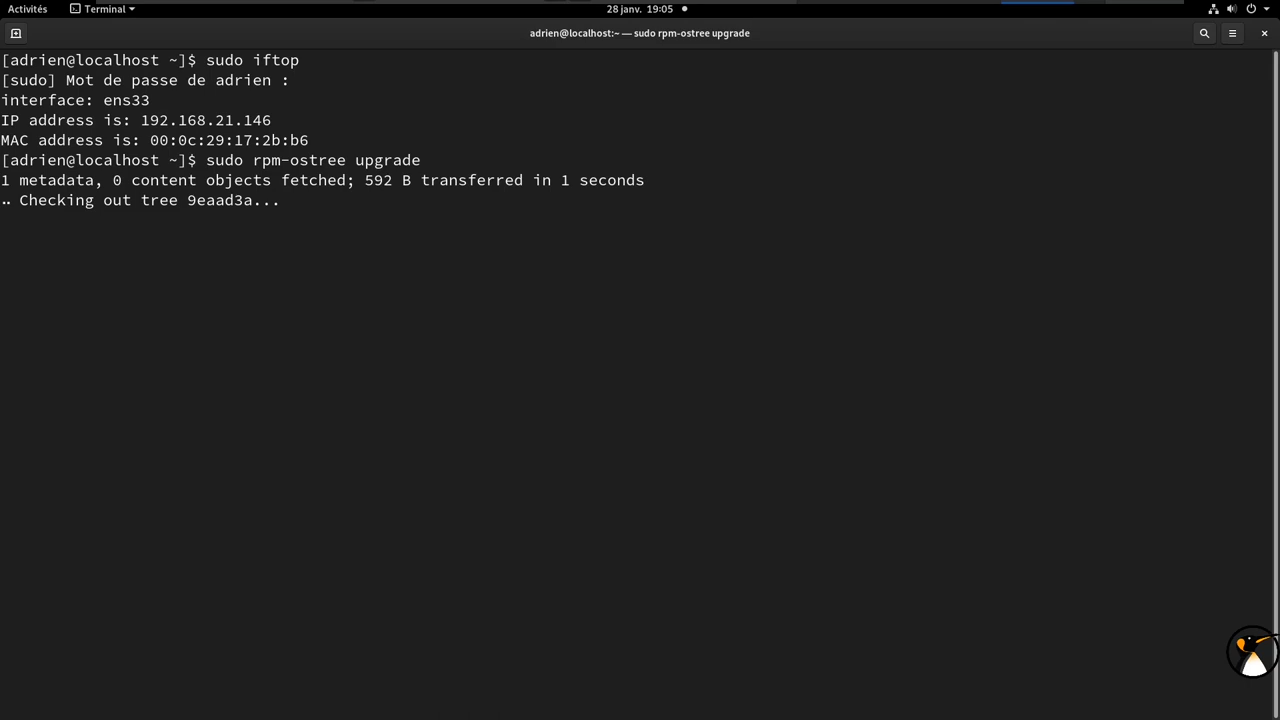 Activités
Terminal
28 janv. 19:05
adrien@localhost:~ — sudo rpm-ostree upgrade
[adrien@localhost ~]$ sudo iftop
[sudo] Mot de passe de adrien :
interface: ens33
IP address is: 192.168.21.146
MAC address is: 00:0c:29:17:2b:b6
[adrien@localhost ~]$ sudo rpm-ostree upgrade
1 metadata, 0 content objects fetched; 592 B transferred in 1 seconds
⠤ Checking out tree 9eaad3a...